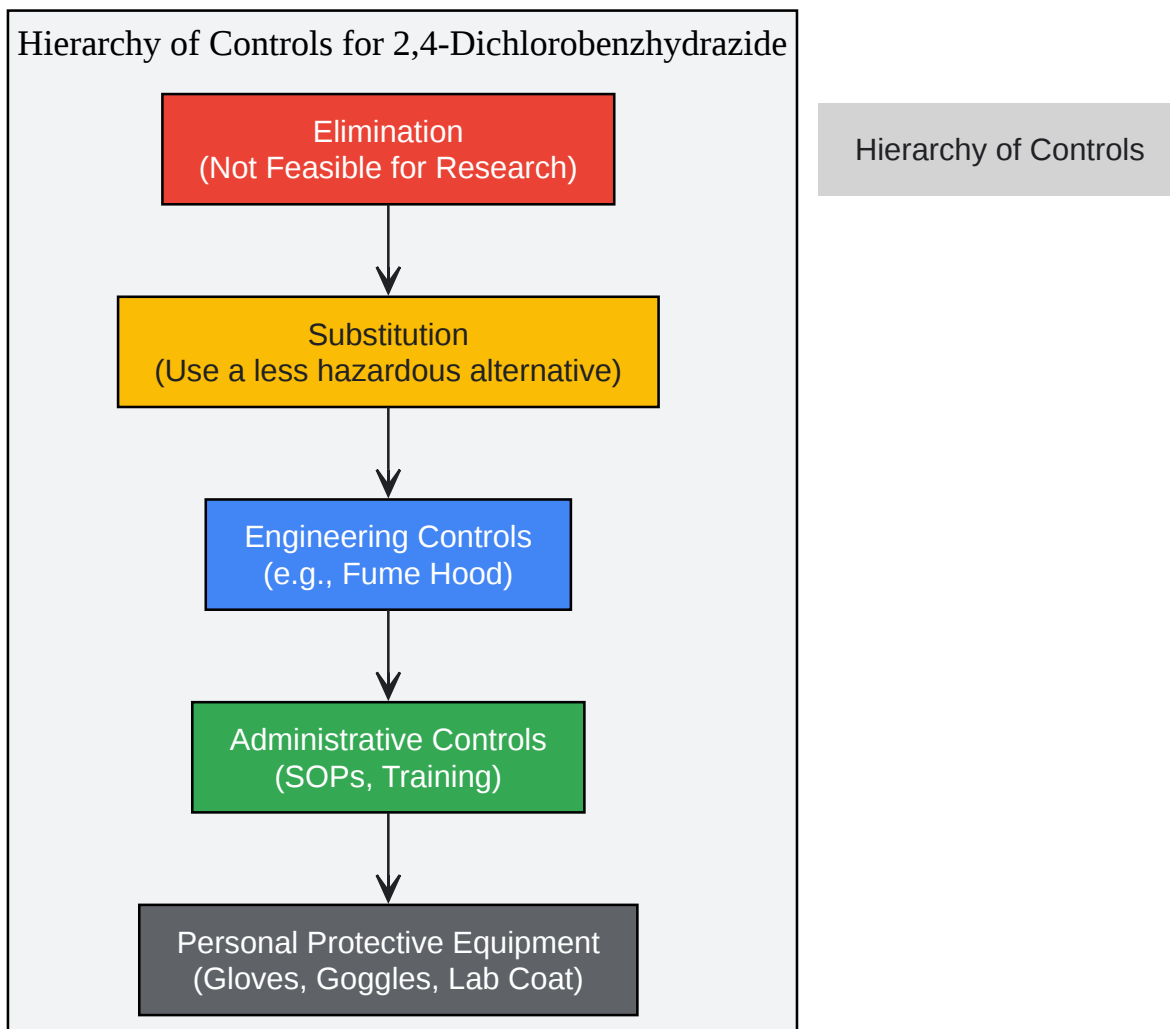 Hierarchy of Controls for 2,4-Dichlorobenzhydrazide
Elimination
(Not Feasible for Research)
Hierarchy of Controls
Substitution
(Use a less hazardous alternative)
Engineering Controls
(e.g., Fume Hood)
Administrative Controls
(SOPs, Training)
Personal Protective Equipment
(Gloves, Goggles, Lab Coat)